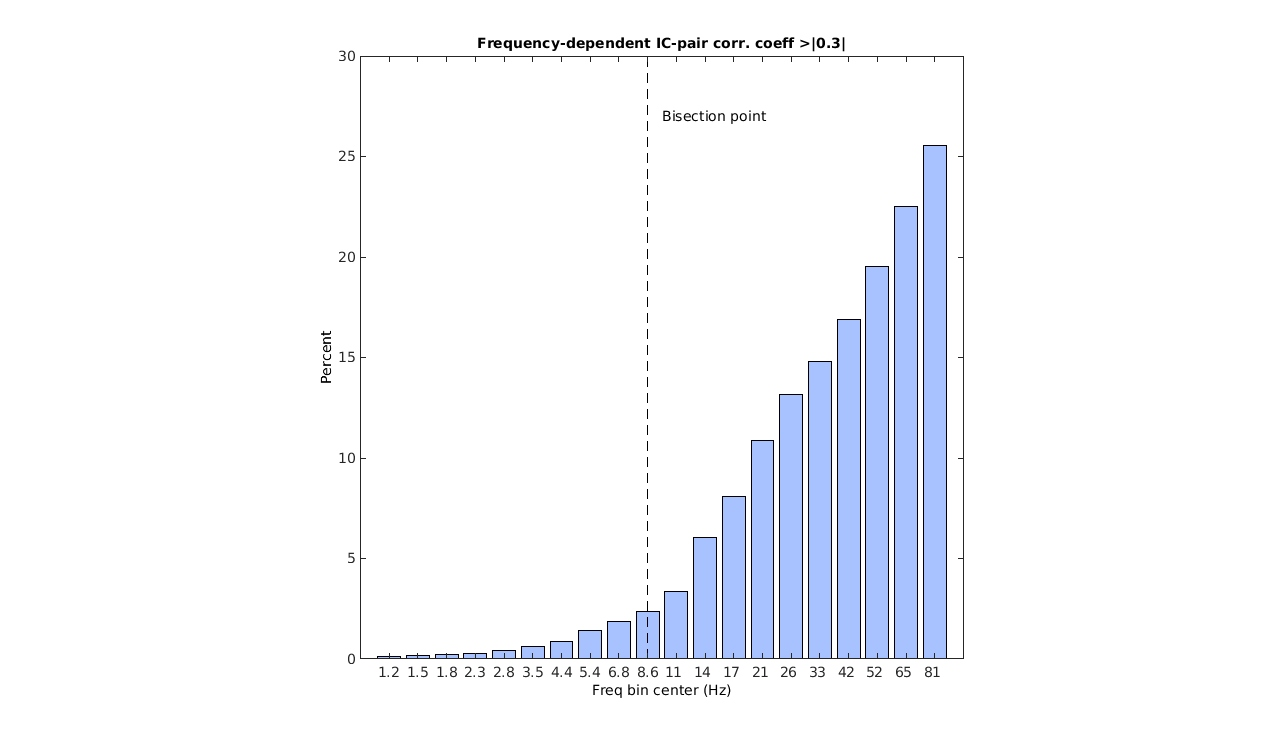 Frequency-dependent IC-pair corr. coeff >|0.3|
30
Bisection point
25
20
15
10
5
0
Percent
1.2 1.5 1.8 2.3 2.8 3.5 4.4 5.4 6.8 8.6 11 14 17 21 26 33 42 52 65 81
Freq bin center (Hz)